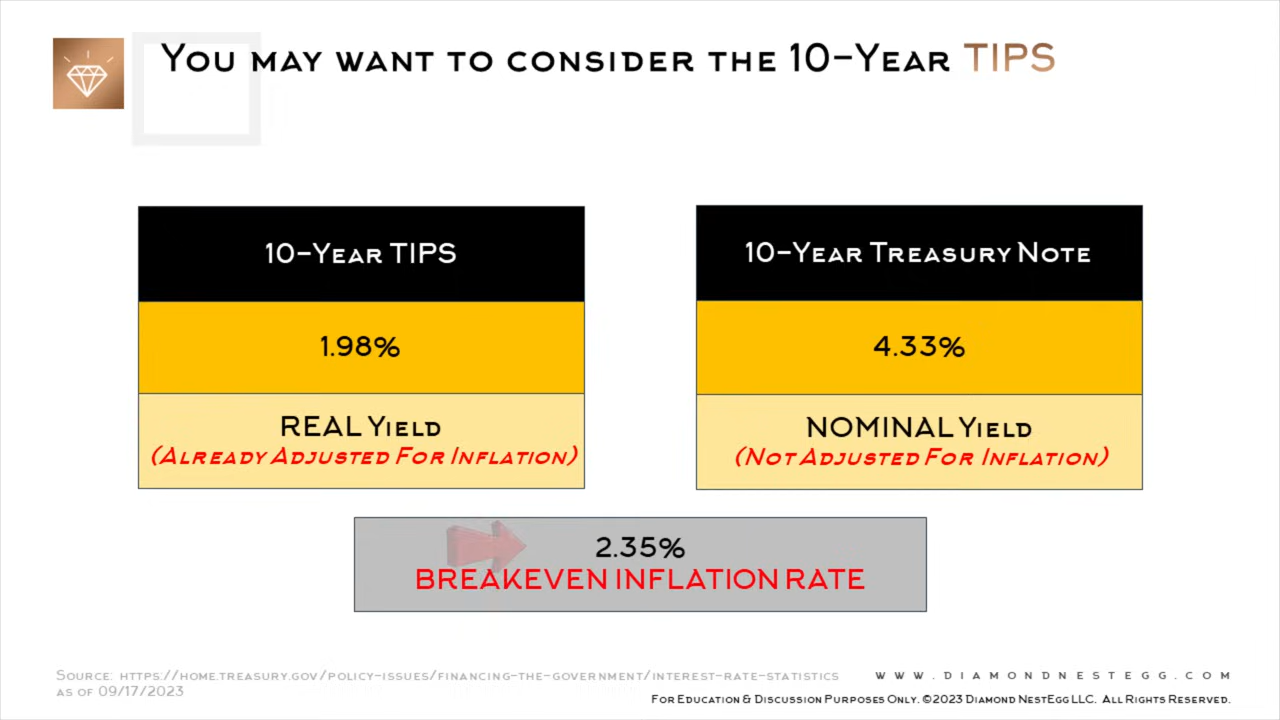 You may want to consider the 10-Year TIPS
10-Year TIPS
1.98%
REAL Yield
(Already Adjusted For Inflation)
10-Year Treasury Note
4.33%
NOMINAL Yield
(Not Adjusted For Inflation)
2.35%
BREAKEVEN INFLATION RATE
Source: https://home.treasury.gov/policy-issues/financing-the-government/interest-rate-statistics
as of 09/17/2023
www.diamondnestegg.com
For Education & Discussion Purposes Only. ©2023 Diamond NestEgg LLC. All Rights Reserved.